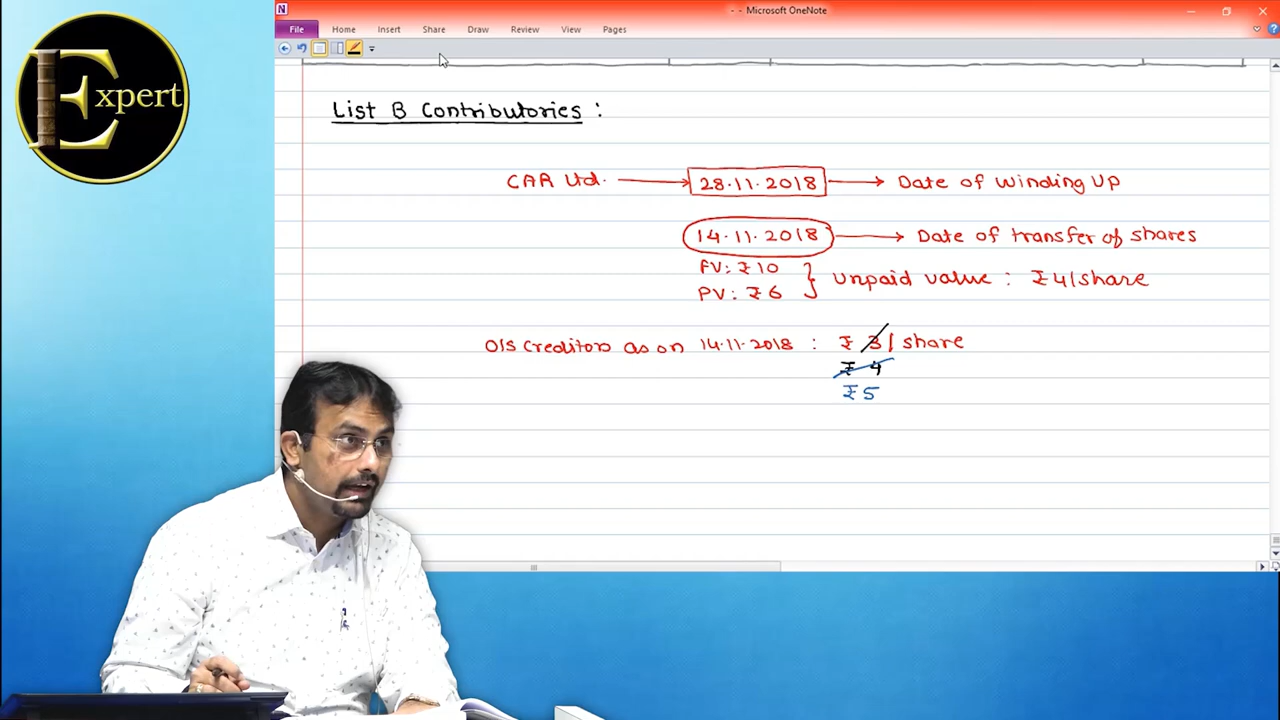 - - Microsoft OneNote
File Home Insert Share Draw Review View Pages
Expert
List B Contributories :
CAR Ltd. 28.11.2018 Date of Winding Up
14.11.2018 Date of transfer of shares
FV: ₹10
PV: ₹6
Unpaid value : ₹4/share
O/S Creditors as on 14.11.2018 : ₹ 3/share
₹ 4
₹5